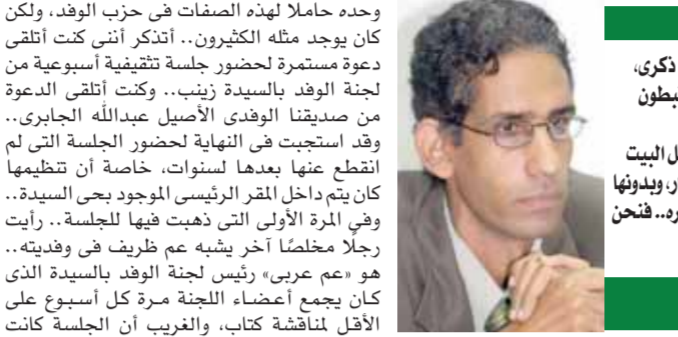 ذكرى،
بطون
ل البيت
ار، وبدونها
ره.. فنحن
وحده حاملا لهذه الصفات فى حزب الوفد، ولكن
كان يوجد مثله الكثيرون.. أتذكر أننى كنت أتلقى
دعوة مستمرة لحضور جلسة تثقيفية أسبوعية من
لجنة الوفد بالسيدة زينب.. وكنت أتلقى الدعوة
من صديقنا الوفدى الأصيل عبدالله الجابرى..
وقد استجبت فى النهاية لحضور الجلسة التى لم
انقطع عنها بعدها لسنوات، خاصة أن تنظيمها
كان يتم داخل المقر الرئيسى الموجود بحى السيدة..
وفى المرة الأولى التى ذهبت فيها للجلسة.. رأيت
رجلًا مخلصًا آخر يشبه عم ظريف فى وفديته..
هو «عم عربى» رئيس لجنة الوفد بالسيدة الذى
كان يجمع أعضاء اللجنة مرة كل أسبوع على
الأقل لمناقشة كتاب، والغريب أن الجلسة كانت